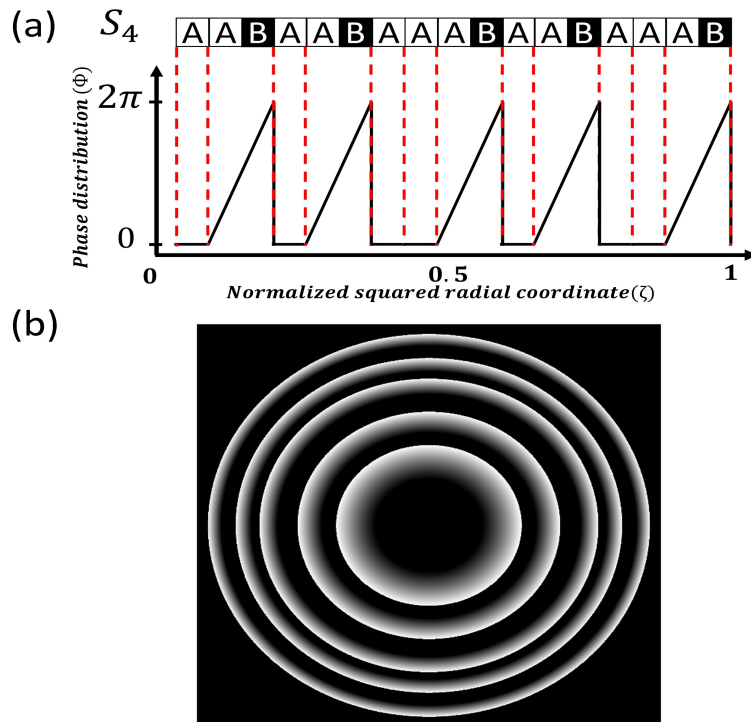 (a) S₄ A A B A A B A A A B A A B A A A B
Phase distribution (Φ)
2π
0
0 0.5 1
Normalized squared radial coordinate(ζ)
(b)